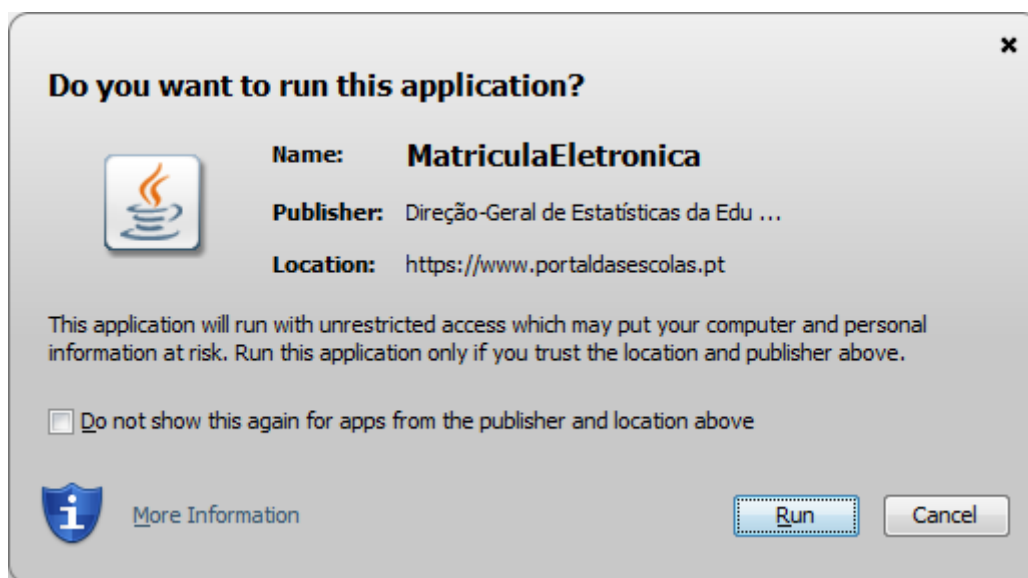 Do you want to run this application?
Name: MatriculaEletronica
Publisher: Direção-Geral de Estatísticas da Edu ...
Location: https://www.portaldasescolas.pt
This application will run with unrestricted access which may put your computer and personal
information at risk. Run this application only if you trust the location and publisher above.
Do not show this again for apps from the publisher and location above
More Information
Run
Cancel